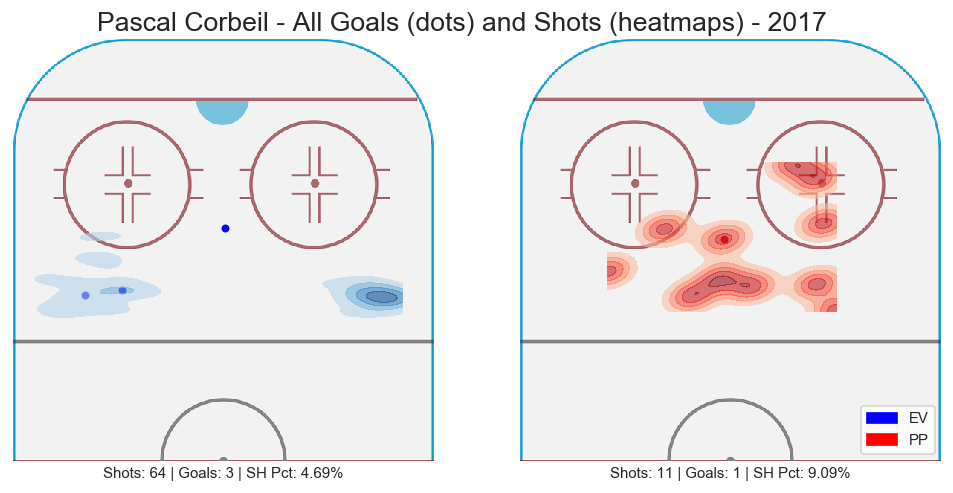 Pascal Corbeil - All Goals (dots) and Shots (heatmaps) - 2017
EV
PP
Shots: 64 | Goals: 3 | SH Pct: 4.69%
Shots: 11 | Goals: 1 | SH Pct: 9.09%